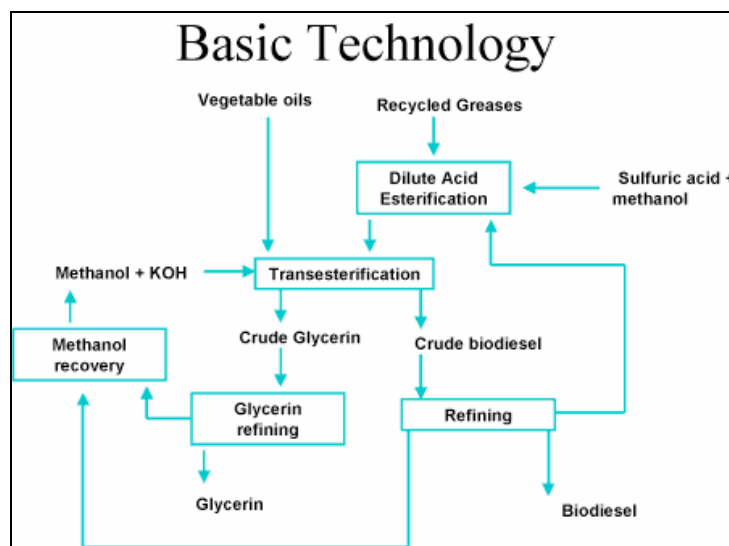 Basic Technology
Vegetable oils
Recycled Greases
Dilute Acid
Esterification
Sulfuric acid +
methanol
Methanol + KOH
Transesterification
Methanol
recovery
Crude Glycerin
Crude biodiesel
Glycerin
refining
Refining
Glycerin
Biodiesel